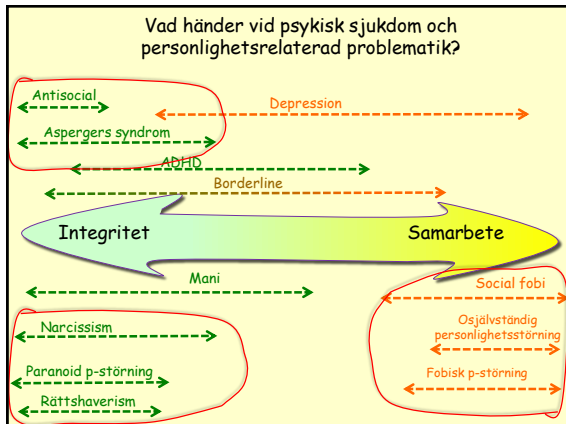 Vad händer vid psykisk sjukdom och
personlighetsrelaterad problematik?
Antisocial
Depression
Aspergers syndrom
ADHD
Borderline
Integritet
Samarbete
Mani
Social fobi
Narcissism
Osjälvständig
personlighetsstörning
Paranoid p-störning
Fobisk p-störning
Rättshaverism